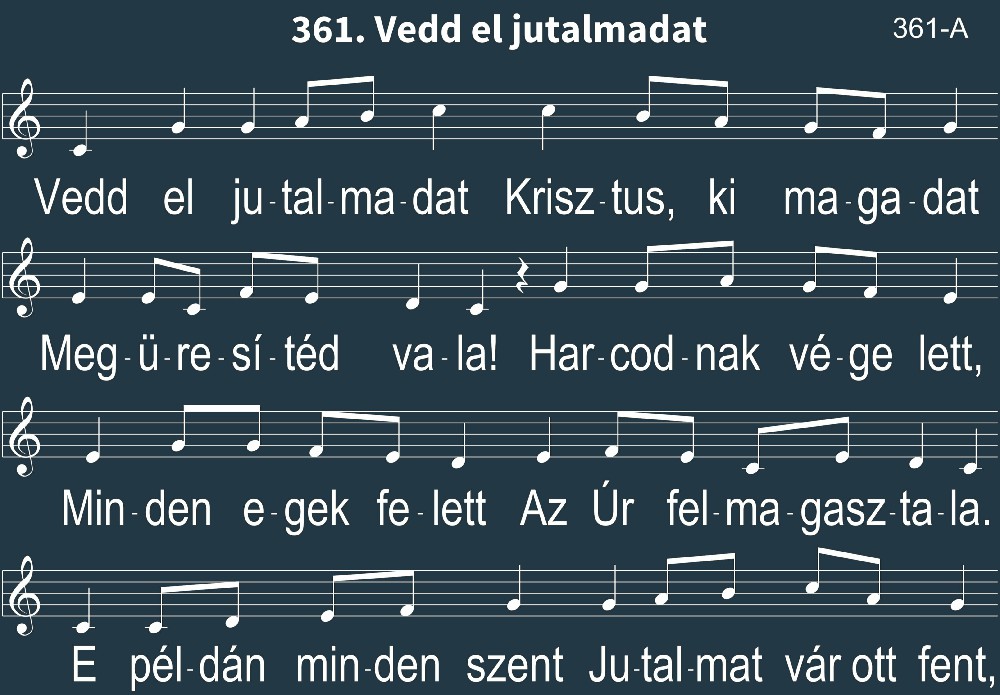 361. Vedd el jutalmadat 361-A
Vedd el ju-tal-ma-dat Krisz-tus, ki ma-ga-dat
Meg-ü-re-sí-téd va-la! Har-cod-nak vé-ge lett,
Min-den e-gek fe-lett Az Úr fel-ma-gasz-ta-la.
E pél-dán min-den szent Ju-tal-mat vár ott fent,